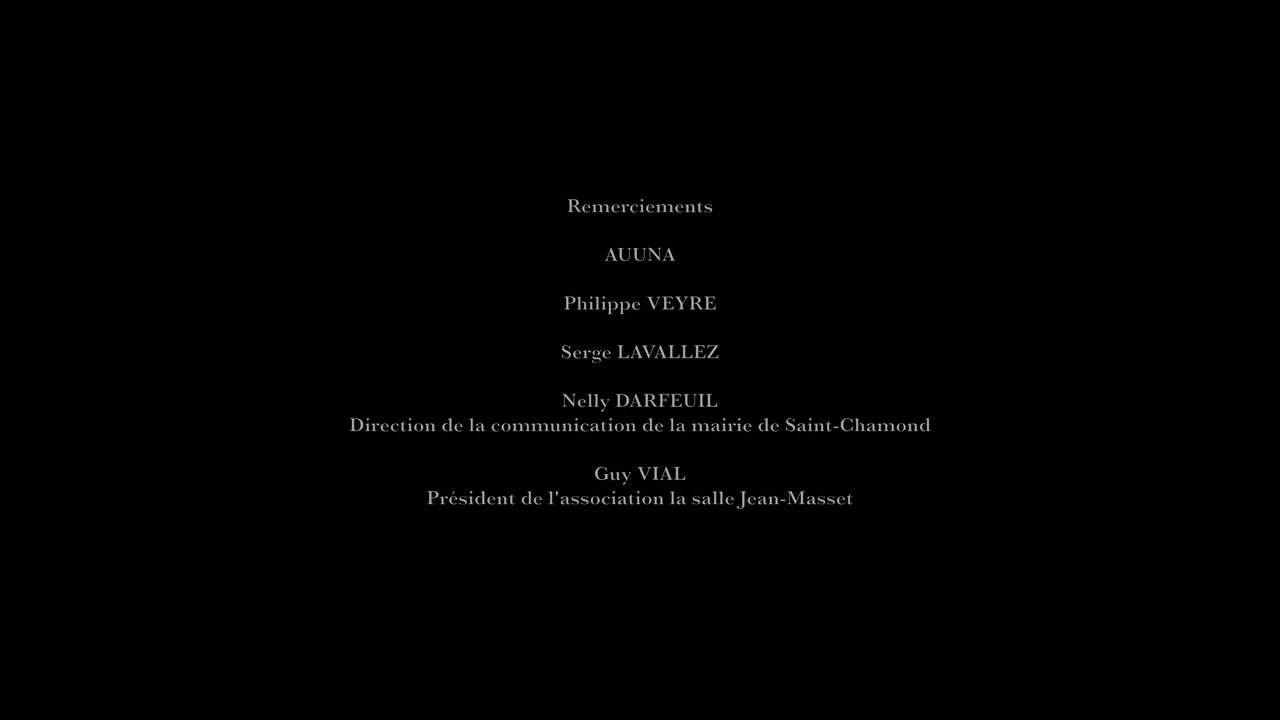 Remerciements
AUUNA
Philippe VEYRE
Serge LAVALLEZ
Nelly DARFEUIL
Direction de la communication de la mairie de Saint-Chamond
Guy VIAL
Président de l'association la salle Jean-Masset